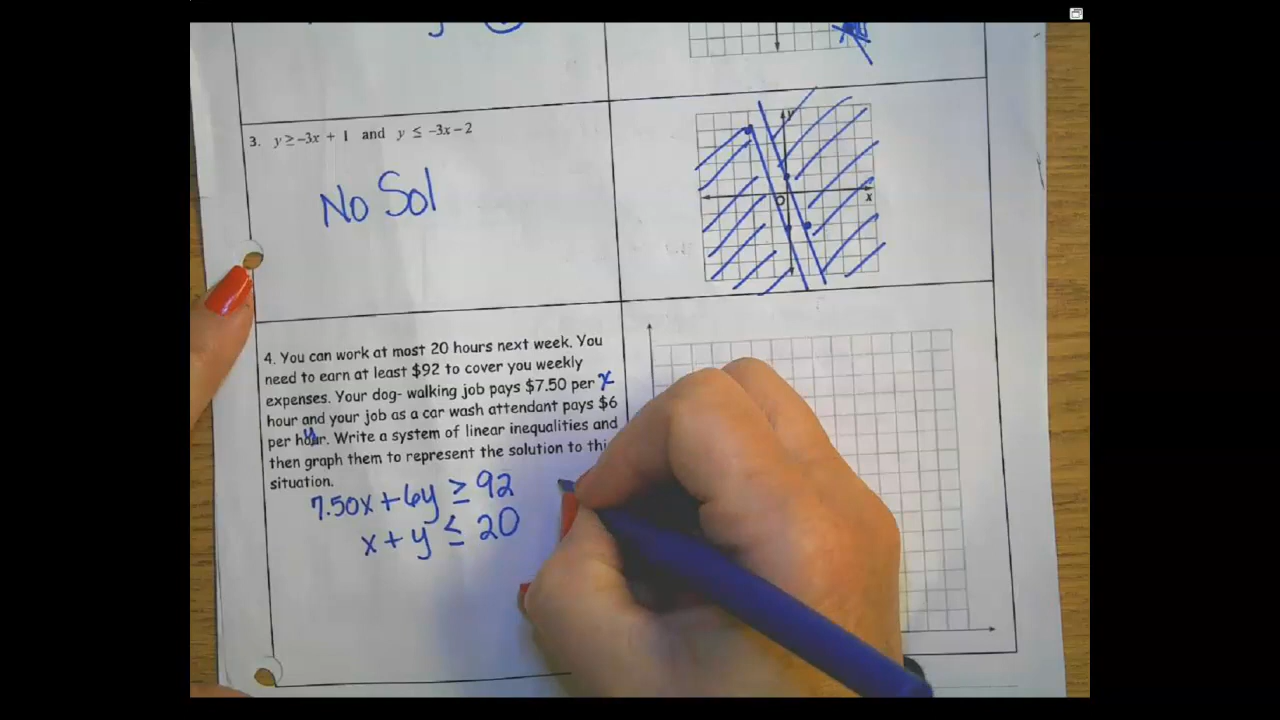 3. y ≥ -3x + 1 and y ≤ -3x - 2
No Sol
y
O
x
4. You can work at most 20 hours next week. You
need to earn at least $92 to cover you weekly
expenses. Your dog- walking job pays $7.50 per x
hour and your job as a car wash attendant pays $6
y
per hour. Write a system of linear inequalities and
then graph them to represent the solution to
situation.
7.50x + 6y ≥ 92
x + y ≤ 20